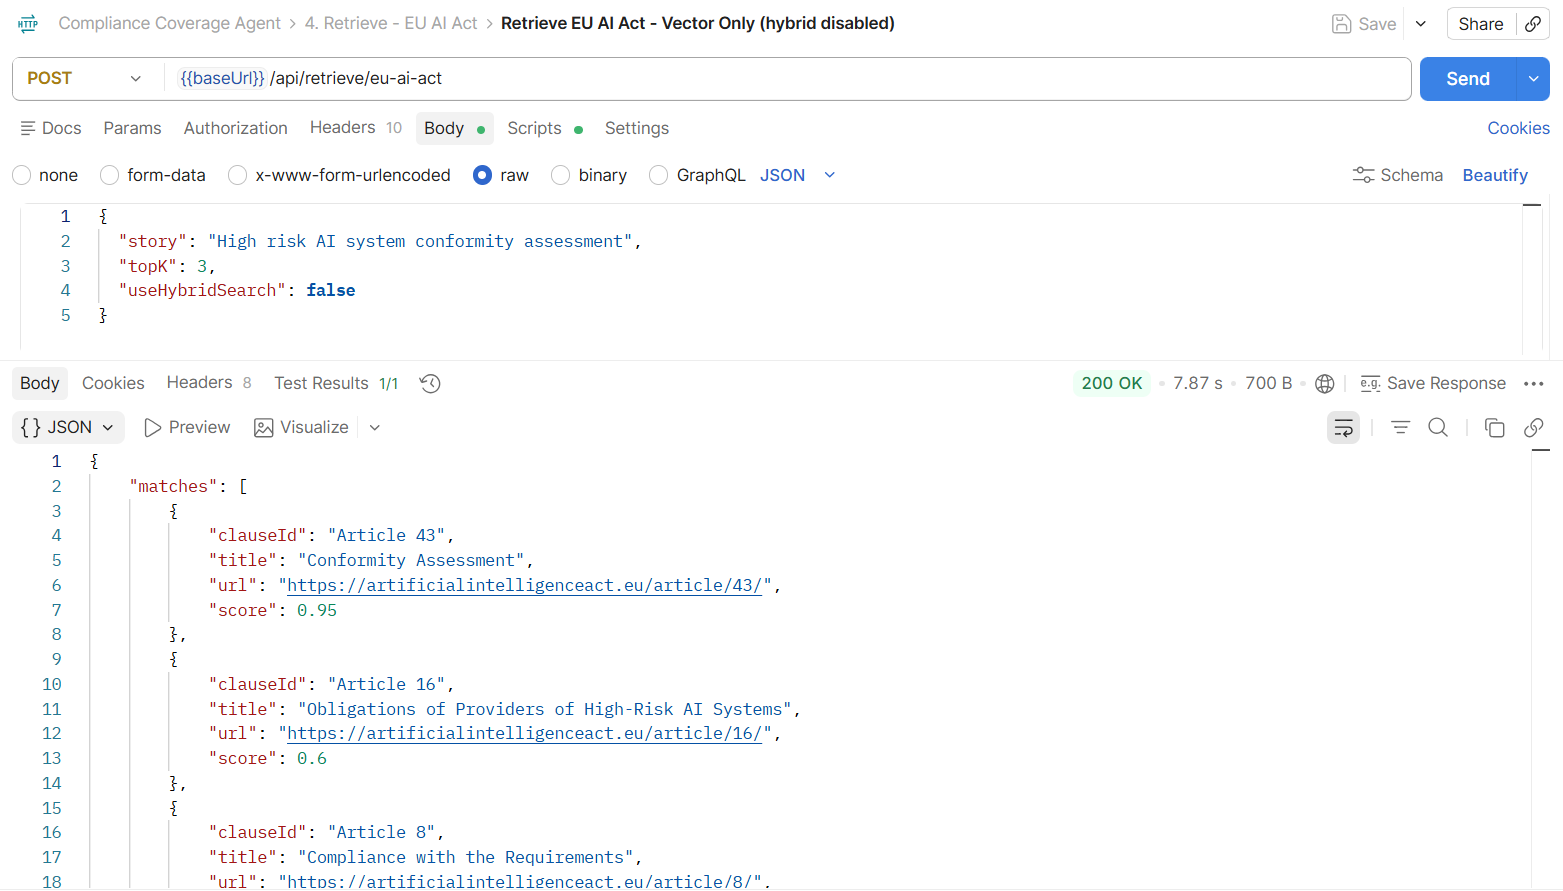 HTTP Compliance Coverage Agent > 4. Retrieve - EU AI Act > Retrieve EU AI Act - Vector Only (hybrid disabled) Save Share
POST {{baseUrl}} /api/retrieve/eu-ai-act Send
Docs Params Authorization Headers 10 Body Scripts Settings Cookies
none form-data x-www-form-urlencoded raw binary GraphQL JSON Schema Beautify
1 {
2 "story": "High risk AI system conformity assessment",
3 "topK": 3,
4 "useHybridSearch": false
5 }
Body Cookies Headers 8 Test Results 1/1 200 OK 7.87 s 700 B e.g. Save Response
{} JSON Preview Visualize
1 {
2 "matches": [
3 {
4 "clauseId": "Article 43",
5 "title": "Conformity Assessment",
6 "url": "https://artificialintelligenceact.eu/article/43/",
7 "score": 0.95
8 },
9 {
10 "clauseId": "Article 16",
11 "title": "Obligations of Providers of High-Risk AI Systems",
12 "url": "https://artificialintelligenceact.eu/article/16/",
13 "score": 0.6
14 },
15 {
16 "clauseId": "Article 8",
17 "title": "Compliance with the Requirements",
18 "url": "https://artificialintelligenceact.eu/article/8/",